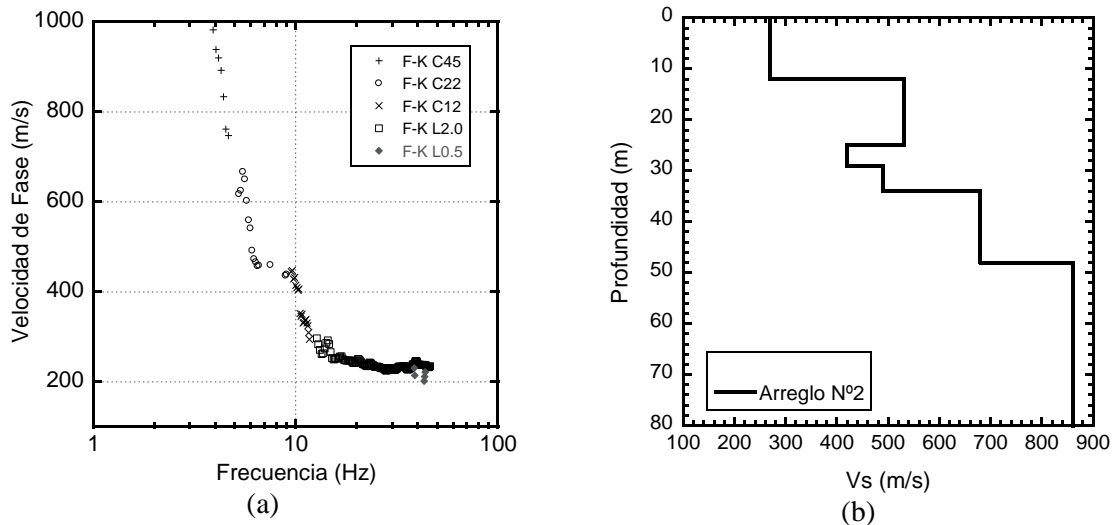 1000
800
600
400
200
Velocidad de Fase (m/s)
F-K C45
F-K C22
F-K C12
F-K L2.0
F-K L0.5
1
10
100
Frecuencia (Hz)
(a)
0
10
20
30
40
50
60
70
80
Profundidad (m)
Arreglo Nº2
100
200
300
400
500
600
700
800
900
Vs (m/s)
(b)